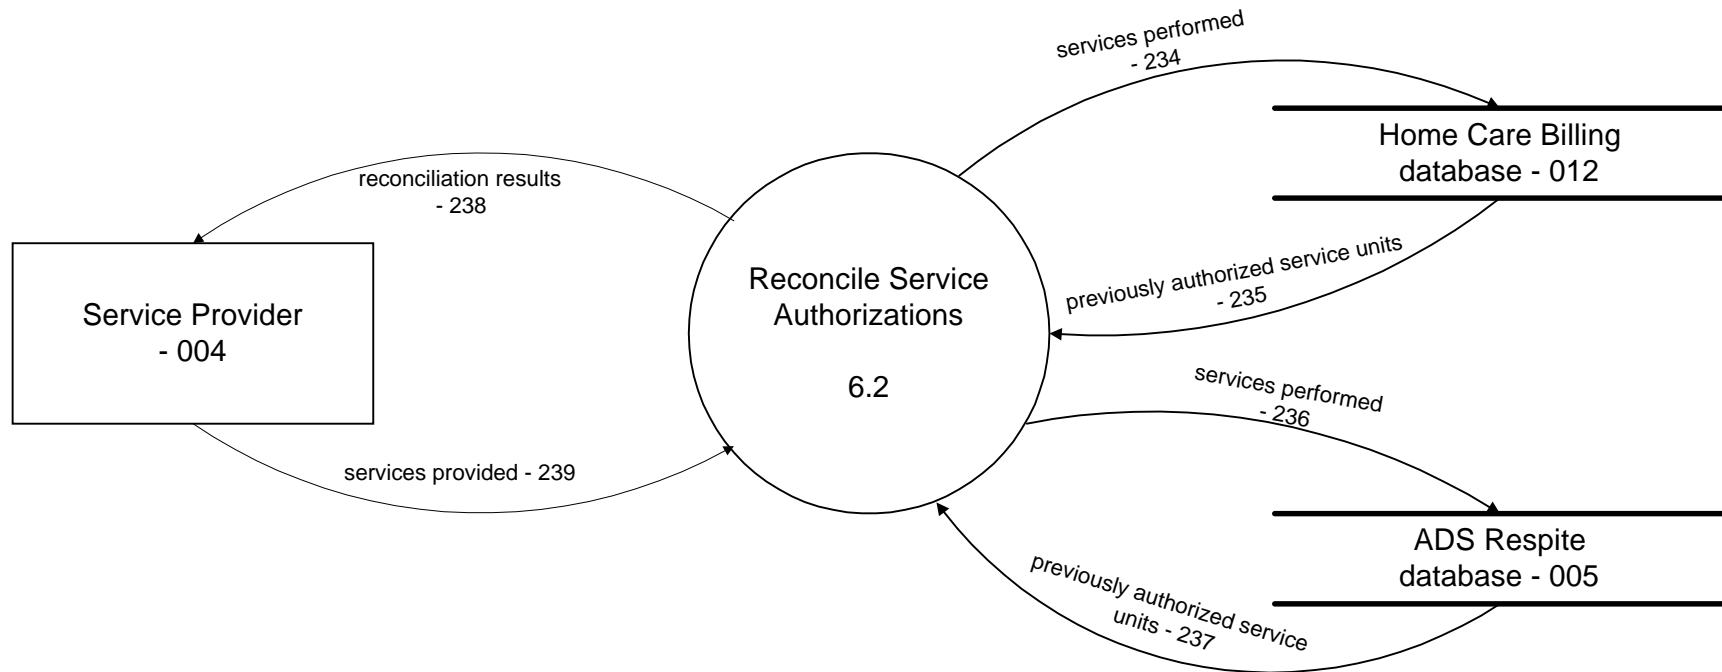 services performed
- 234
Home Care Billing
database - 012
reconciliation results
- 238
previously authorized service units
- 235
Reconcile Service
Authorizations
6.2
Service Provider
- 004
services performed
- 236
services provided - 239
ADS Respite
database - 005
previously authorized service
units - 237